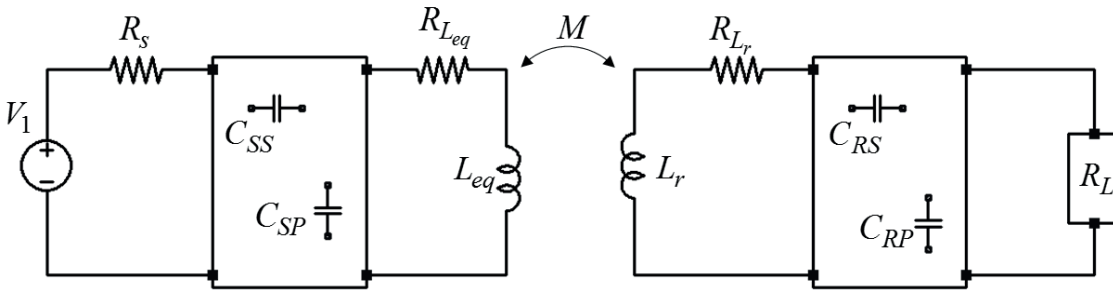 R_s
R_{L_{eq}}
M
R_{L_r}
V_1
C_{SS}
C_{RS}
L_{eq}
L_r
R_L
C_{SP}
C_{RP}